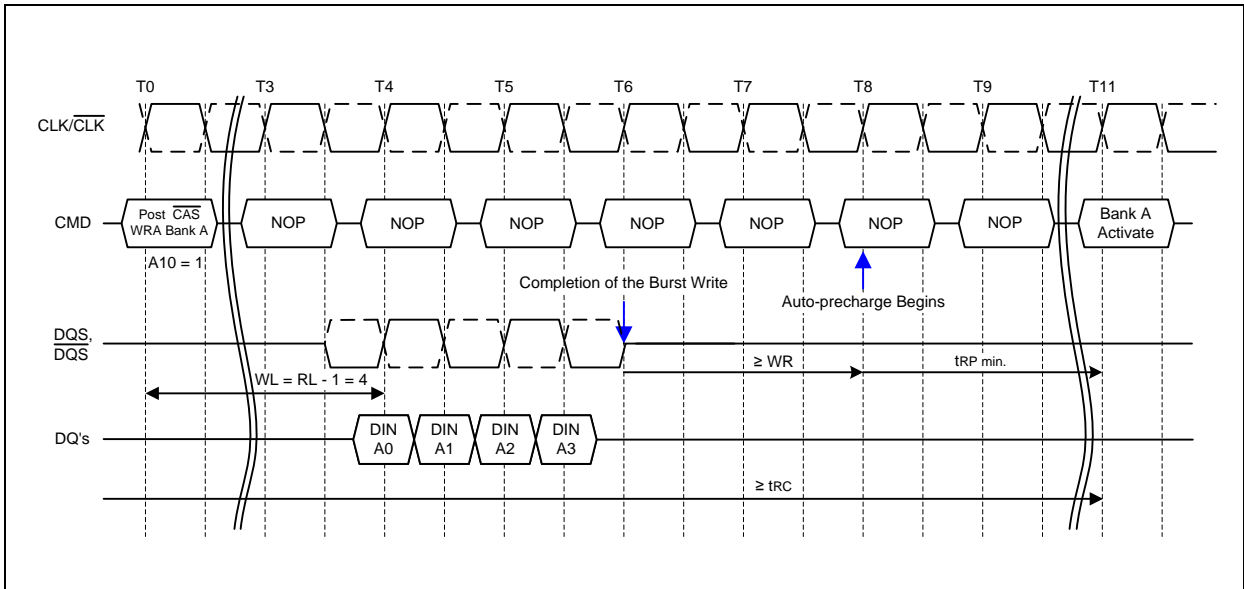 T0 T3 T4 T5 T6 T7 T8 T9 T11
CLK/CLK
CMD
Post CAS
WRA Bank A
NOP NOP NOP NOP NOP NOP NOP
Bank A
Activate
A10 = 1
Completion of the Burst Write
Auto-precharge Begins
DQS,
DQS
≥ WR
tRP min.
WL = RL - 1 = 4
DQ's
DIN
A0
DIN
A1
DIN
A2
DIN
A3
≥ tRC